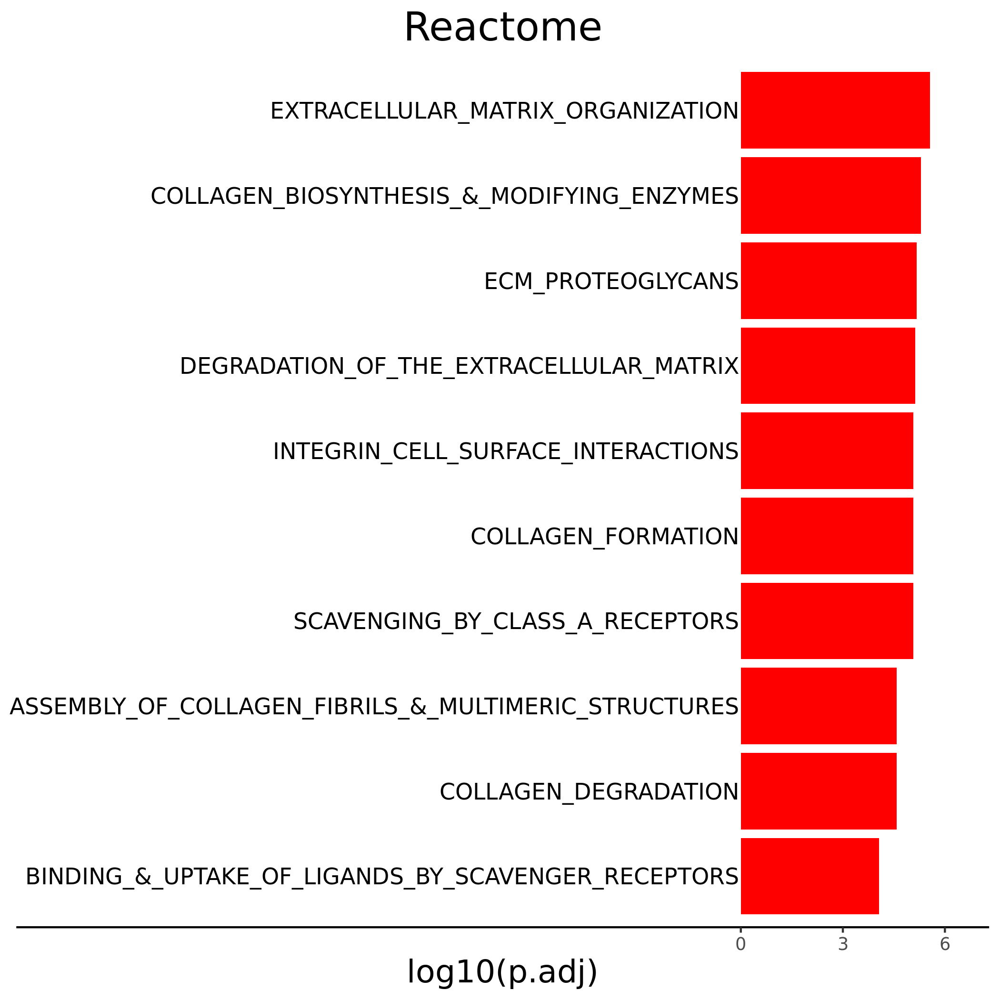 Reactome
EXTRACELLULAR_MATRIX_ORGANIZATION
COLLAGEN_BIOSYNTHESIS_&_MODIFYING_ENZYMES
ECM_PROTEOGLYCANS
DEGRADATION_OF_THE_EXTRACELLULAR_MATRIX
INTEGRIN_CELL_SURFACE_INTERACTIONS
COLLAGEN_FORMATION
SCAVENGING_BY_CLASS_A_RECEPTORS
ASSEMBLY_OF_COLLAGEN_FIBRILS_&_MULTIMERIC_STRUCTURES
COLLAGEN_DEGRADATION
BINDING_&_UPTAKE_OF_LIGANDS_BY_SCAVENGER_RECEPTORS
0 3 6
log10(p.adj)